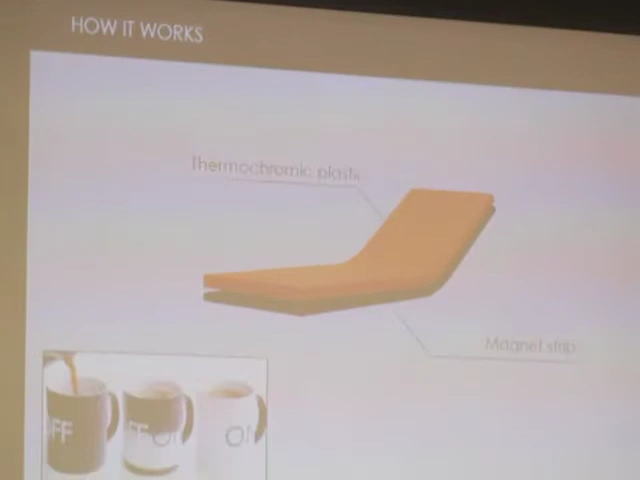 HOW IT WORKS
Thermochromic plastic
Magnet strip
FF
FF ON
ON